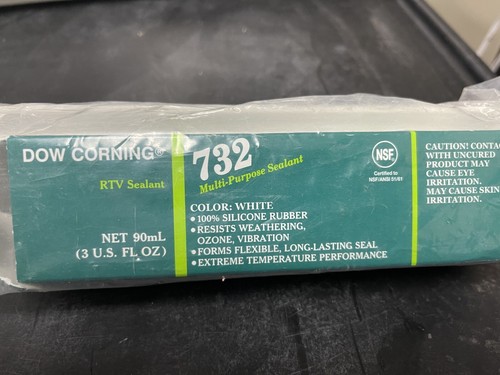 DOW CORNING®
RTV Sealant
NET 90mL
(3 U.S. FL OZ)
732
Multi-Purpose Sealant
COLOR: WHITE
• 100% SILICONE RUBBER
• RESISTS WEATHERING,
OZONE, VIBRATION
• FORMS FLEXIBLE, LONG-LASTING SEAL
• EXTREME TEMPERATURE PERFORMANCE
NSF
Certified to
NSF/ANSI 51/61
CAUTION! CONTA
WITH UNCURED
PRODUCT MAY
CAUSE EYE
IRRITATION.
MAY CAUSE SKIN
IRRITATION.